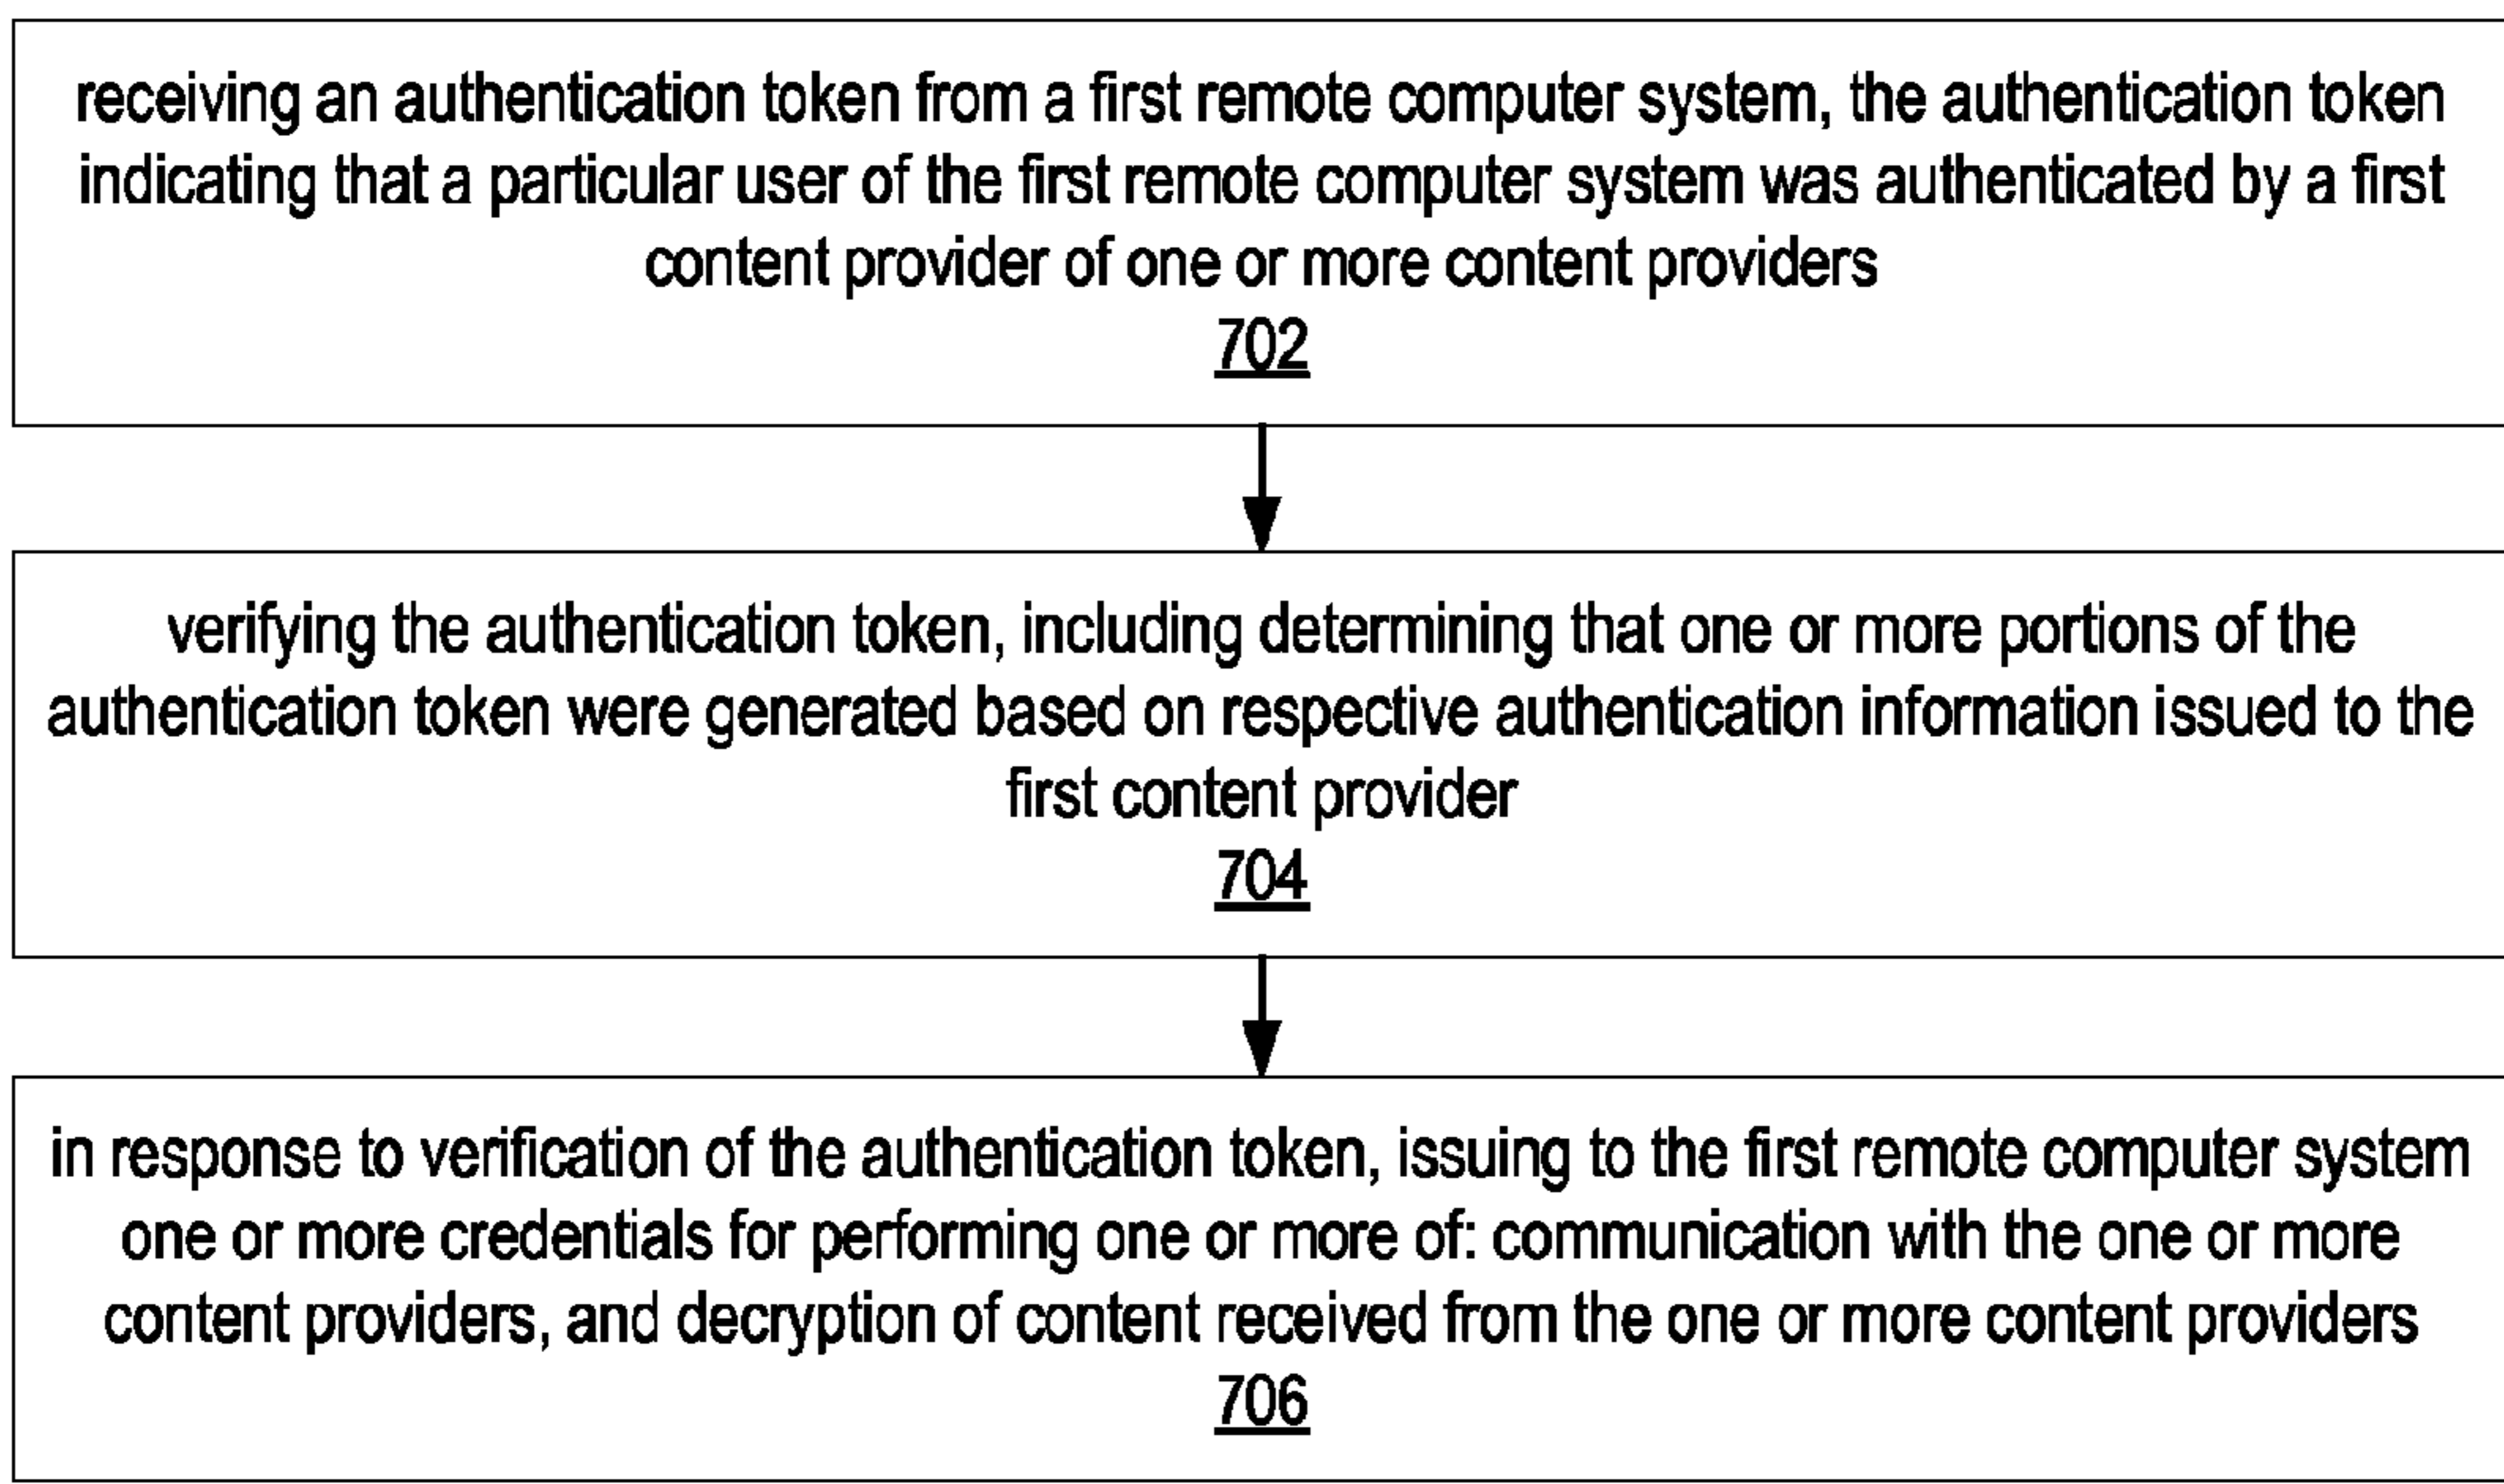 receiving an authentication token from a first remote computer system, the authentication token
indicating that a particular user of the first remote computer system was authenticated by a first
content provider of one or more content providers
702
verifying the authentication token, including determining that one or more portions of the
authentication token were generated based on respective authentication information issued to the
first content provider
704
in response to verification of the authentication token, issuing to the first remote computer system
one or more credentials for performing one or more of: communication with the one or more
content providers, and decryption of content received from the one or more content providers
706